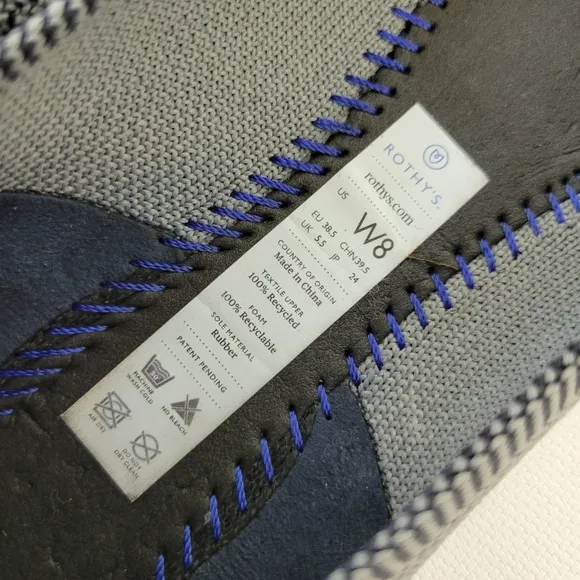 ROTHY'S.
rothys.com
US W8
EU 38.5 CHN39.5
UK 5.5 JP 24
COUNTRY OF ORIGIN
Made in China
TEXTILE UPPER
100% Recycled
FOAM
100% Recyclable
SOLE MATERIAL
Rubber
PATENT PENDING
30
MACHINE
WASH COLD
NO BLEACH
AIR DRY
DO NOT
DRY CLEAN